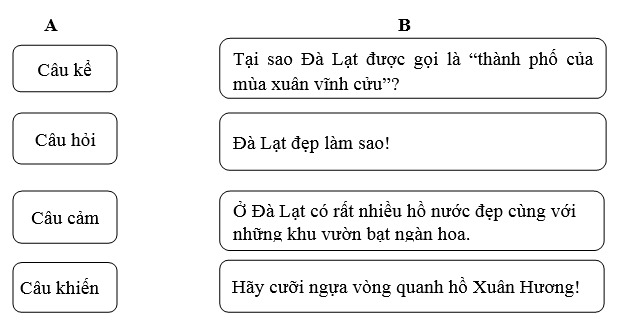 A B
Câu kể
Tại sao Đà Lạt được gọi là “thành phố của
mùa xuân vĩnh cửu”?
Câu hỏi
Đà Lạt đẹp làm sao!
Câu cảm
Ở Đà Lạt có rất nhiều hồ nước đẹp cùng với
những khu vườn bạt ngàn hoa.
Câu khiến
Hãy cưỡi ngựa vòng quanh hồ Xuân Hương!